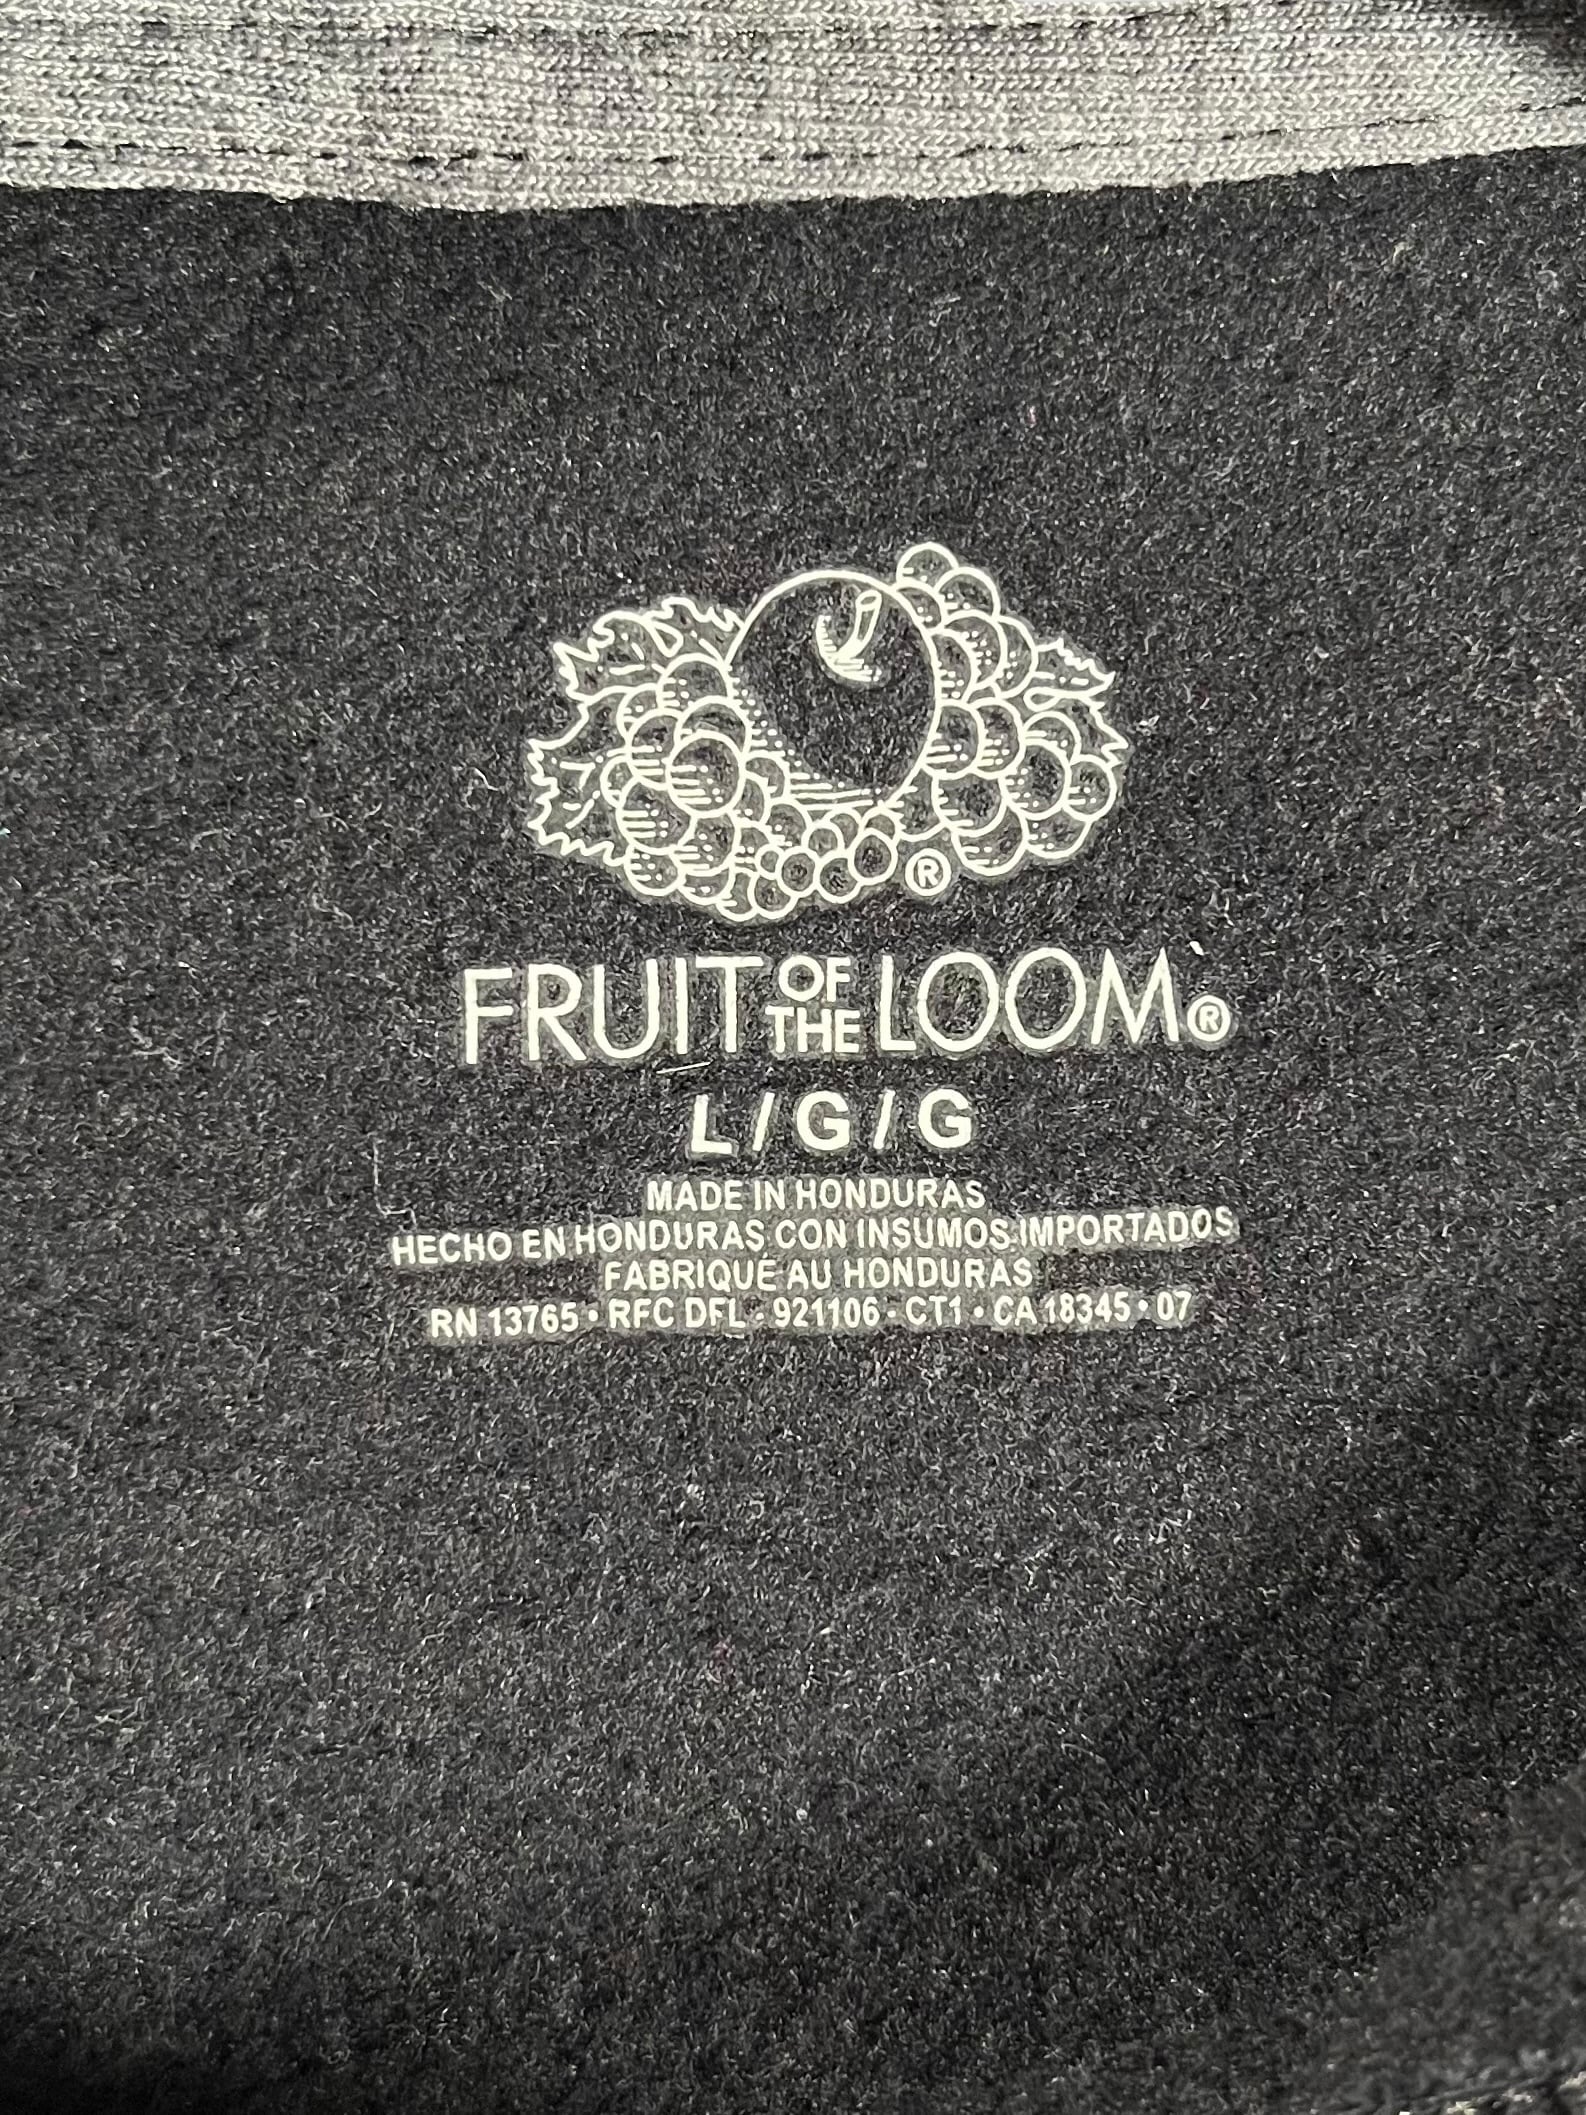 ®
FRUIT OF THE LOOM®
L / G / G
MADE IN HONDURAS
HECHO EN HONDURAS CON INSUMOS IMPORTADOS
FABRIQUÉ AU HONDURAS
RN 13765 • RFC DFL - 921106 - CT1 • CA 18345 • 07